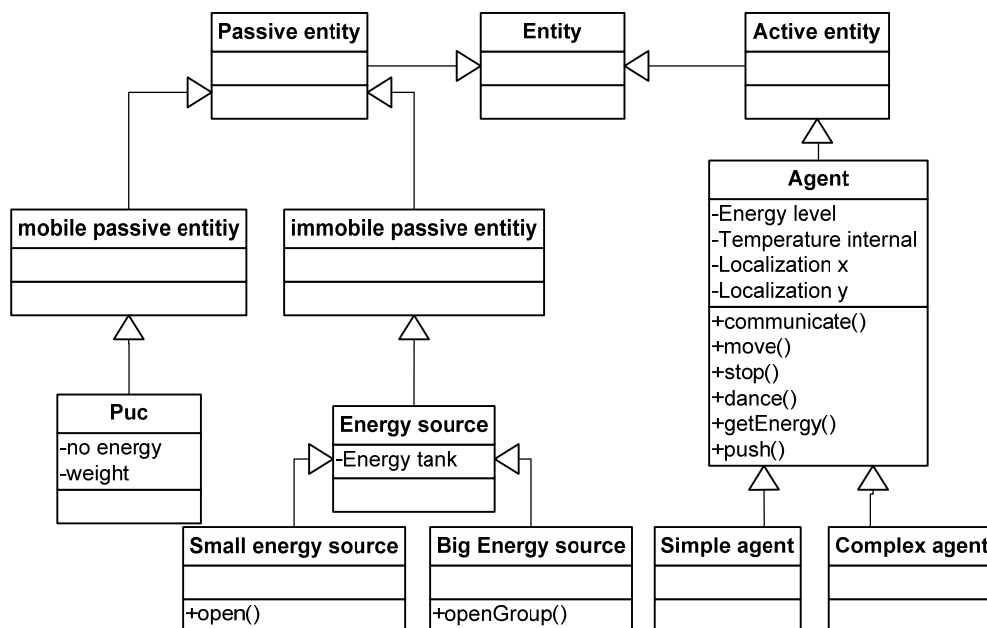 Passive entity
Entity
Active entity
mobile passive entitiy
immobile passive entitiy
Agent
-Energy level
-Temperature internal
-Localization x
-Localization y
+communicate()
+move()
+stop()
+dance()
+getEnergy()
+push()
Puc
-no energy
-weight
Energy source
-Energy tank
Small energy source
+open()
Big Energy source
+openGroup()
Simple agent
Complex agent